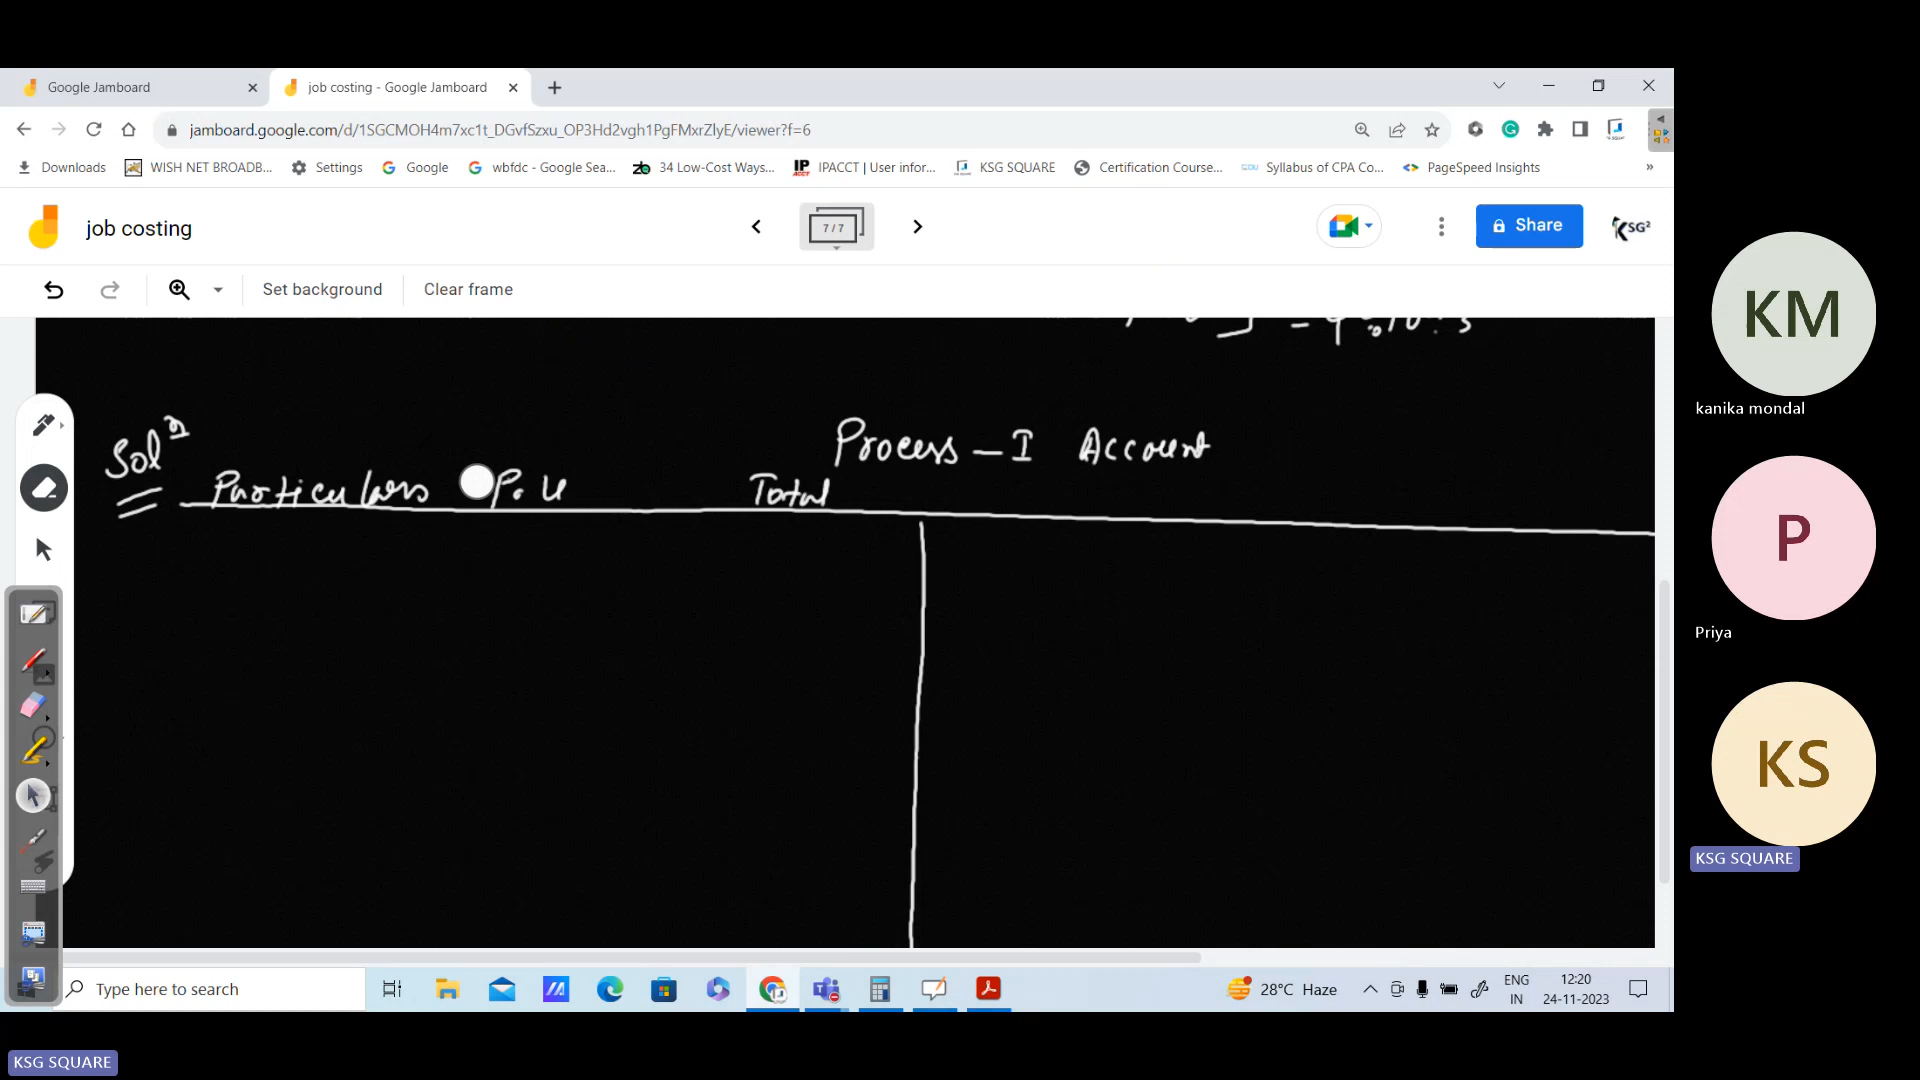 Google Jamboard
job costing - Google Jamboard
jamboard.google.com/d/1SGCMOH4m7xc1t_DGvfSzxu_OP3Hd2vgh1PgFMxrZlyE/viewer?f=6
Downloads
WISH NET BROADB...
Settings
Google
wbfdc - Google Sea...
34 Low-Cost Ways...
IPACCT | User infor...
KSG SQUARE
Certification Course...
Syllabus of CPA Co...
PageSpeed Insights
»
job costing
7 / 7
Share
KSG²
Set background
Clear frame
Process - I Account
Solⁿ
Particulars P. U Total
KM
kanika mondal
P
Priya
KS
KSG SQUARE
Type here to search
28°C Haze
ENG
IN
12:20
24-11-2023
KSG SQUARE